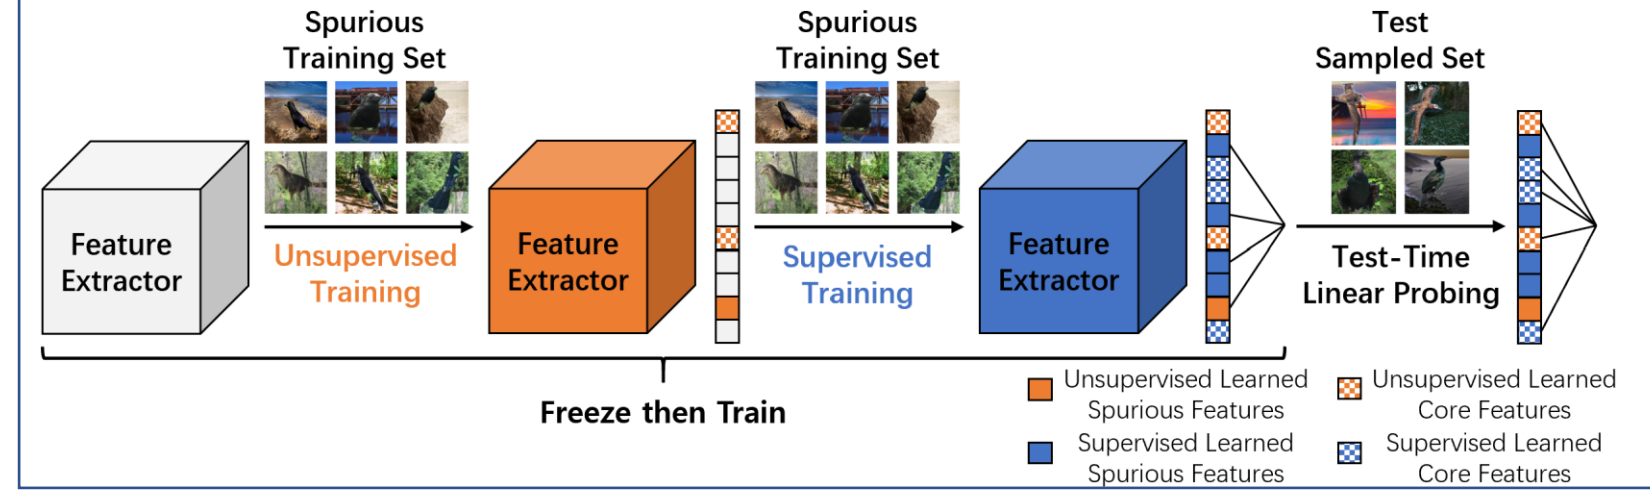 Spurious
Training Set
Spurious
Training Set
Test
Sampled Set
Feature
Extractor
Unsupervised
Training
Feature
Extractor
Supervised
Training
Feature
Extractor
Test-Time
Linear Probing
Freeze then Train
Unsupervised Learned
Spurious Features
Unsupervised Learned
Core Features
Supervised Learned
Spurious Features
Supervised Learned
Core Features